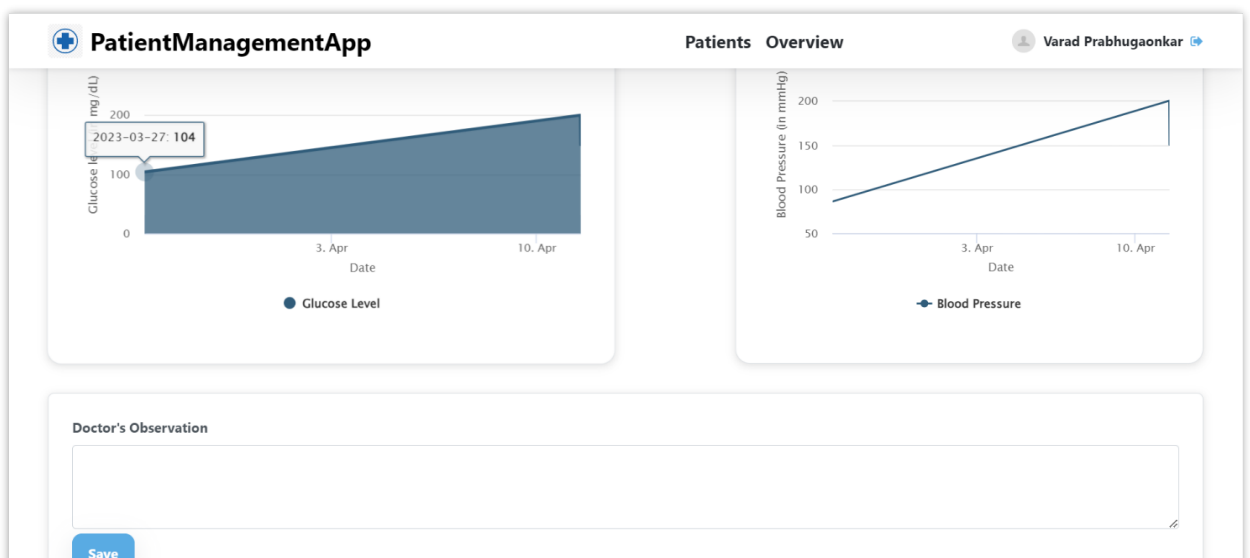 PatientManagementApp
Patients Overview
Varad Prabhugaonkar
mg/dL)
Glucose le
200
100
0
2023-03-27: 104
3. Apr
10. Apr
Date
Glucose Level
Blood Pressure (in mmHg)
200
150
100
50
3. Apr
10. Apr
Date
Blood Pressure
Doctor's Observation
Save